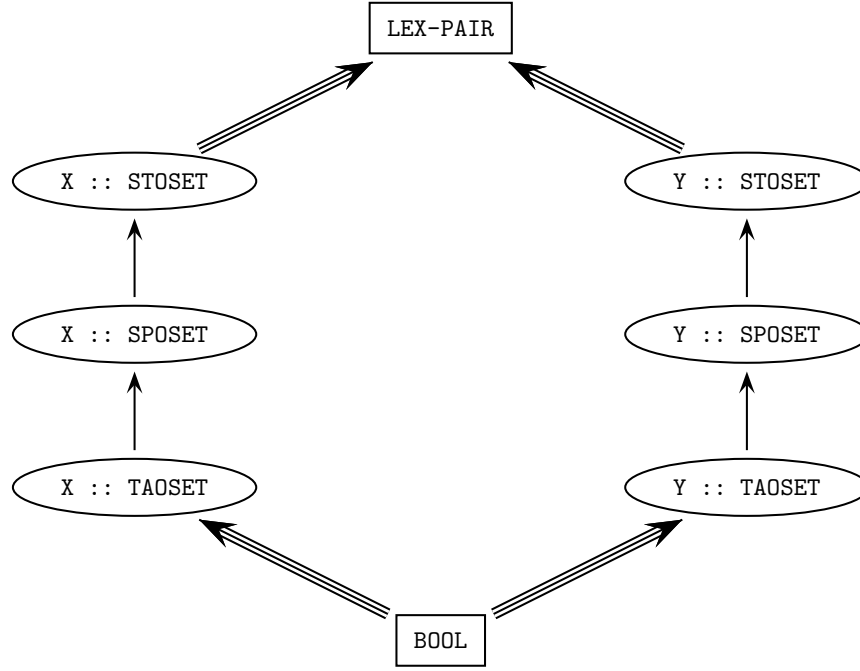 LEX-PAIR
X :: STOSET
Y :: STOSET
X :: SPOSET
Y :: SPOSET
X :: TAOSET
Y :: TAOSET
BOOL